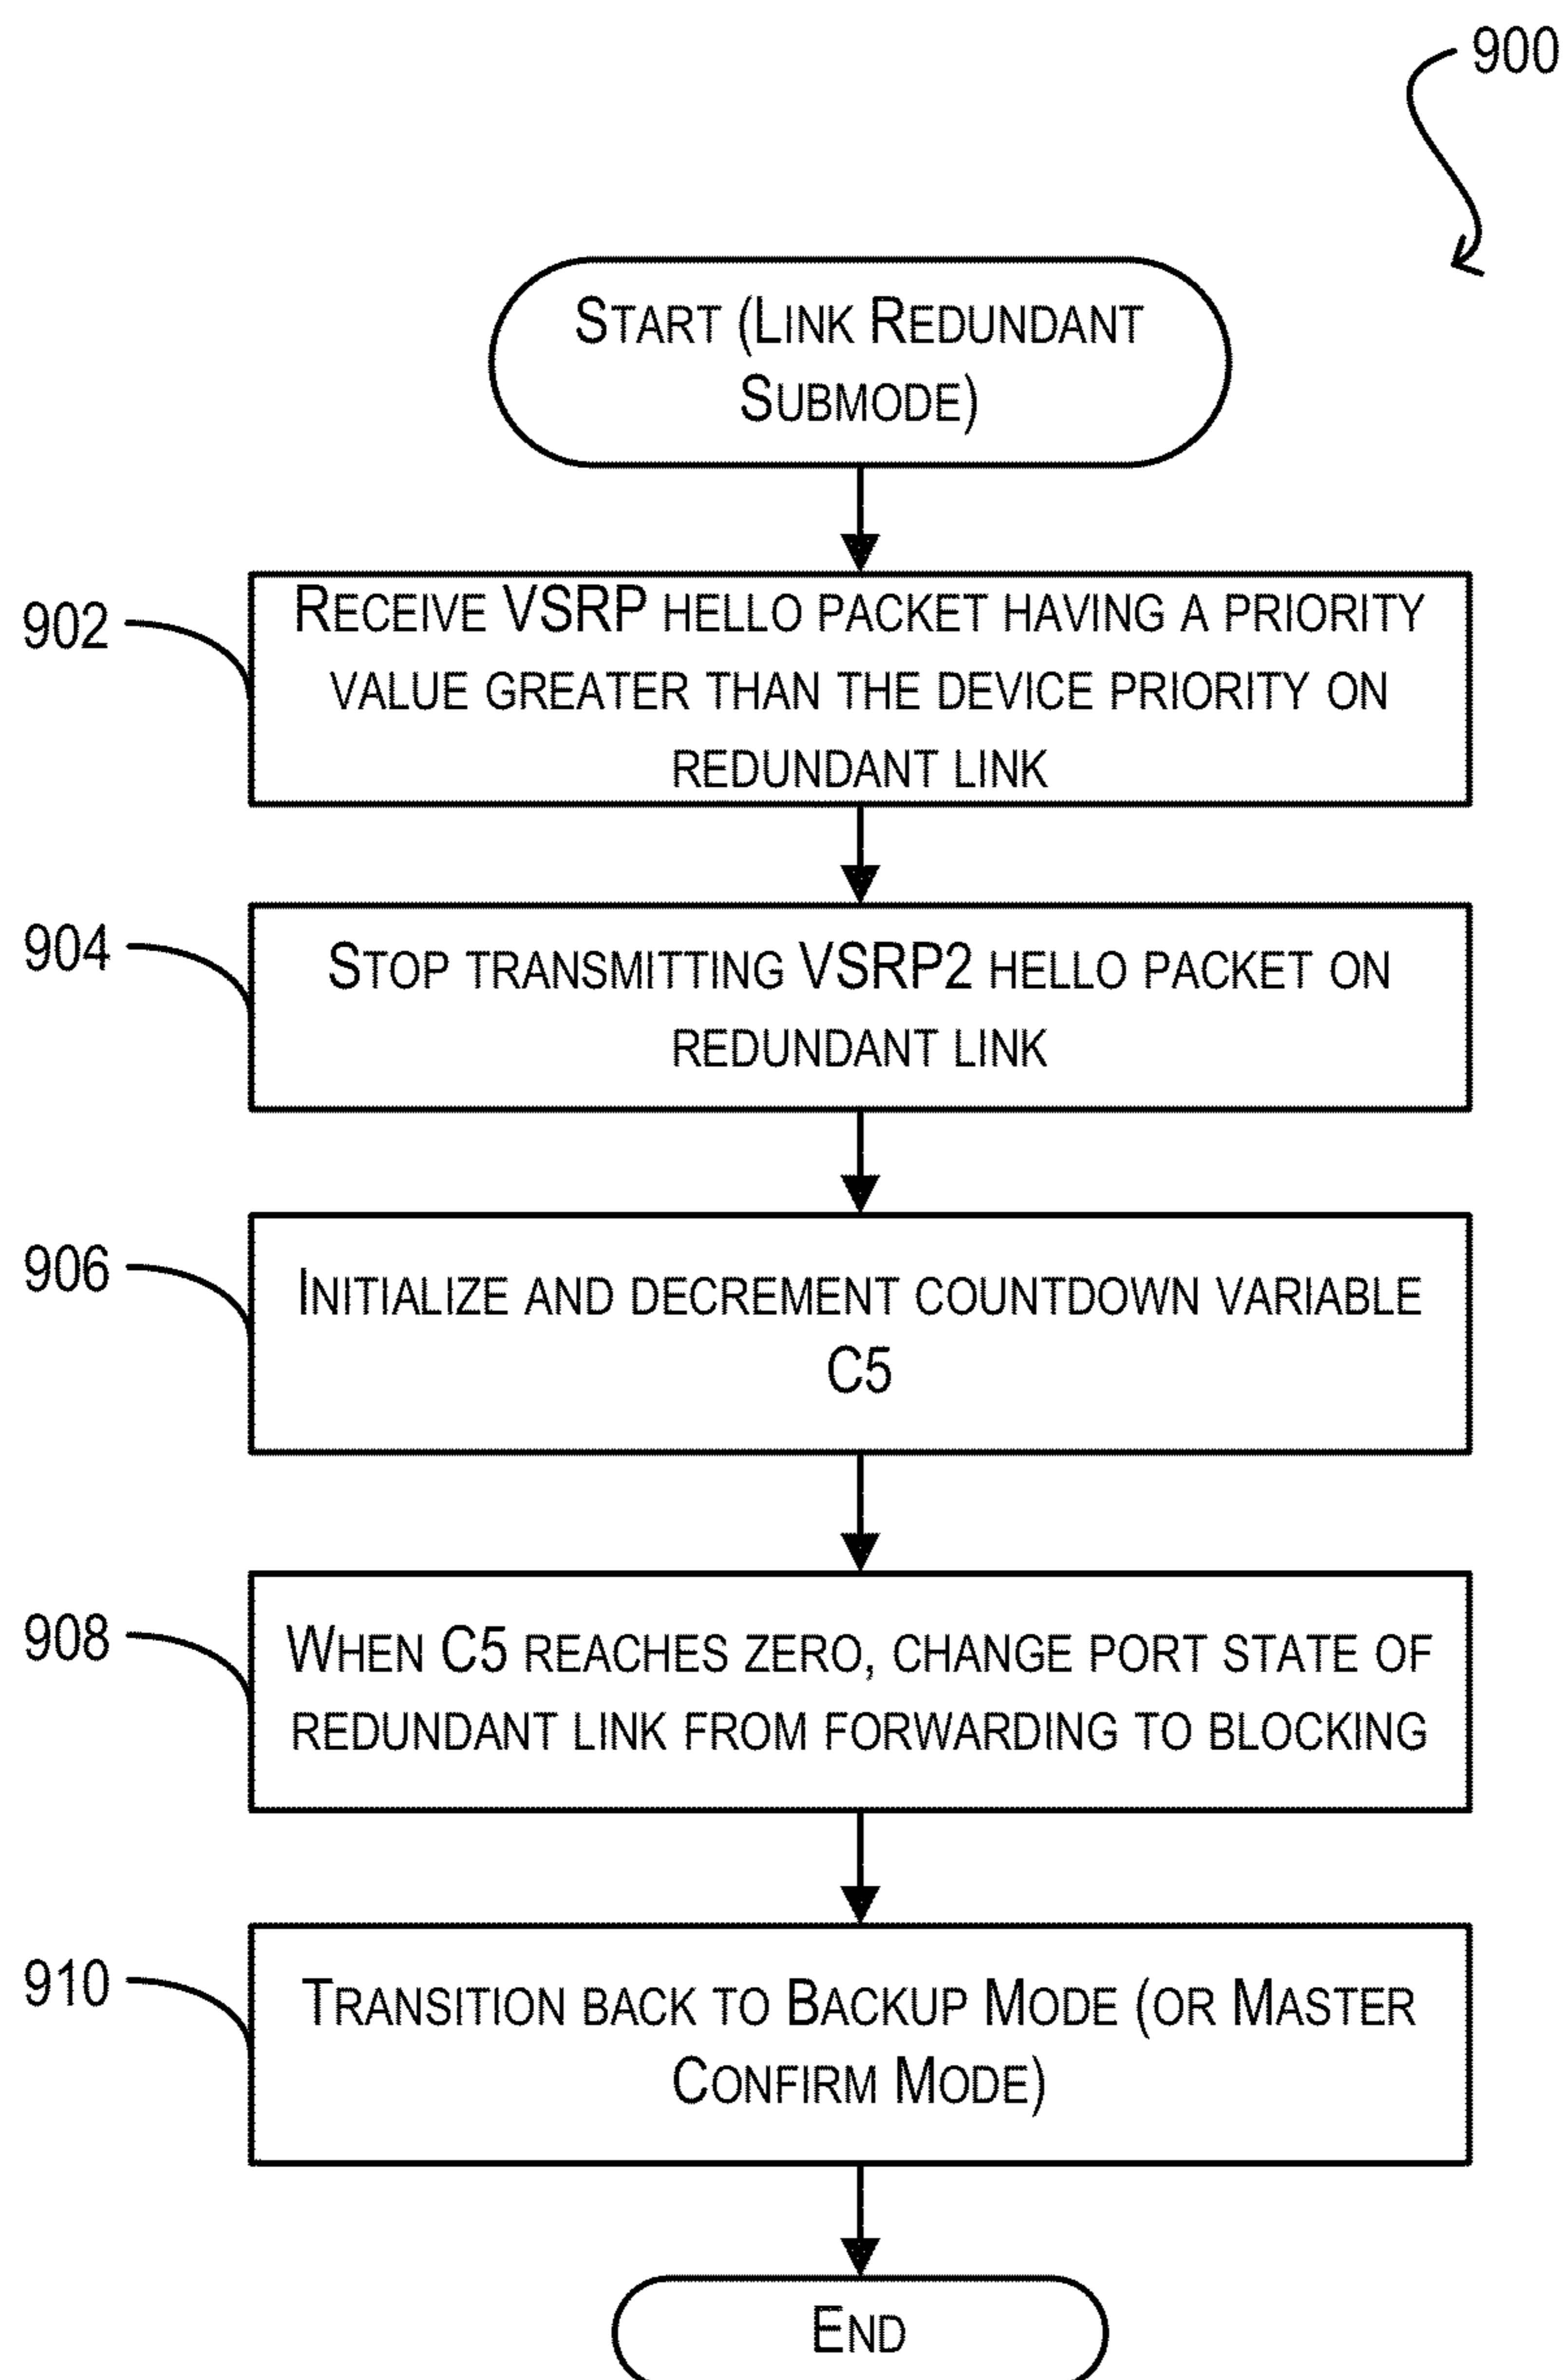 900
Start (Link Redundant
Submode)
902
Receive VSRP hello packet having a priority
value greater than the device priority on
redundant link
904
Stop transmitting VSRP2 hello packet on
redundant link
906
Initialize and decrement countdown variable
C5
908
When C5 reaches zero, change port state of
redundant link from forwarding to blocking
910
Transition back to Backup Mode (or Master
Confirm Mode)
End